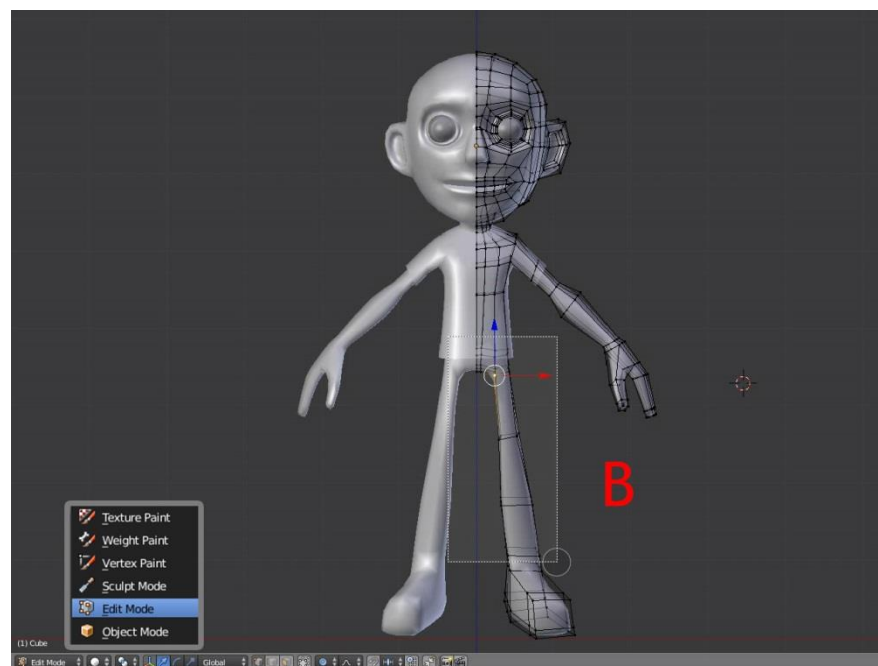 B
Texture Paint
Weight Paint
Vertex Paint
Sculpt Mode
Edit Mode
Object Mode
(1) Cube
Edit Mode
Global